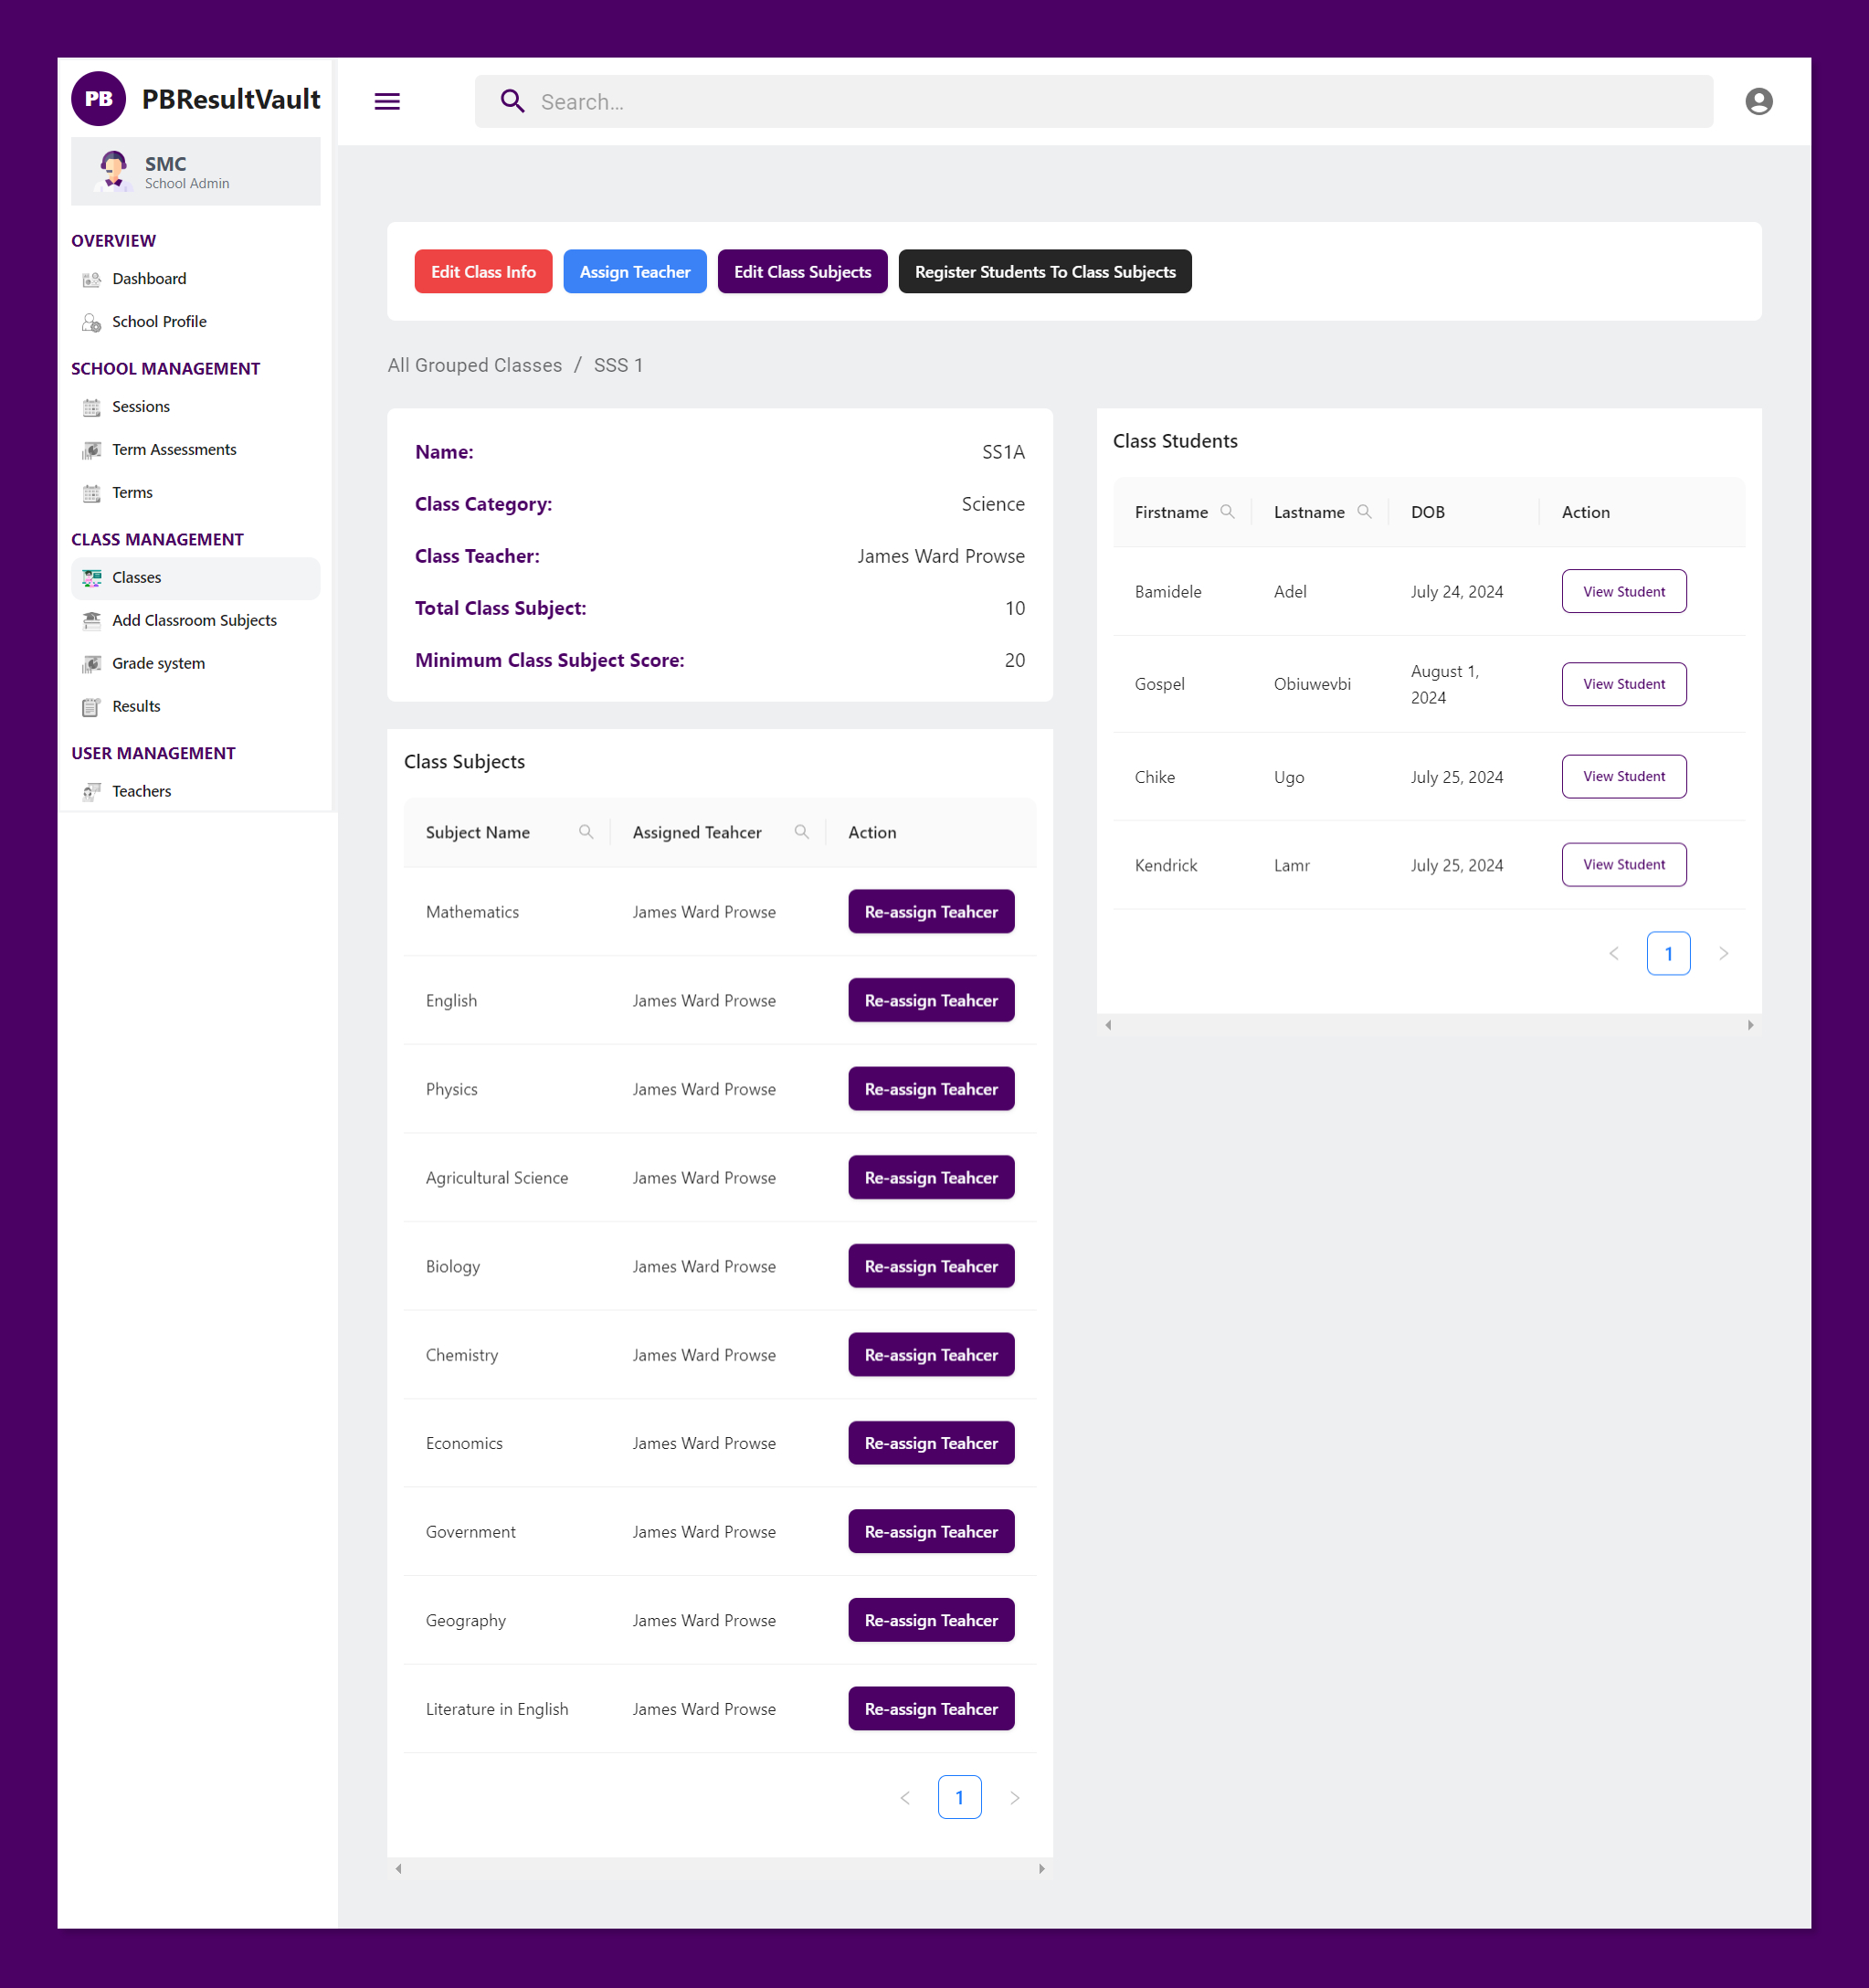 PB PBResultVault
SMC
School Admin
OVERVIEW
Dashboard
School Profile
SCHOOL MANAGEMENT
Sessions
Term Assessments
Terms
CLASS MANAGEMENT
Classes
Add Classroom Subjects
Grade system
Results
USER MANAGEMENT
Teachers
Search...
Edit Class Info Assign Teacher Edit Class Subjects Register Students To Class Subjects
All Grouped Classes / SSS 1
Name: SS1A
Class Category: Science
Class Teacher: James Ward Prowse
Total Class Subject: 10
Minimum Class Subject Score: 20
Class Subjects
Subject Name Assigned Teahcer Action
Mathematics James Ward Prowse Re-assign Teahcer
English James Ward Prowse Re-assign Teahcer
Physics James Ward Prowse Re-assign Teahcer
Agricultural Science James Ward Prowse Re-assign Teahcer
Biology James Ward Prowse Re-assign Teahcer
Chemistry James Ward Prowse Re-assign Teahcer
Economics James Ward Prowse Re-assign Teahcer
Government James Ward Prowse Re-assign Teahcer
Geography James Ward Prowse Re-assign Teahcer
Literature in English James Ward Prowse Re-assign Teahcer
1
Class Students
Firstname Lastname DOB Action
Bamidele Adel July 24, 2024 View Student
Gospel Obiuwevbi August 1, 2024 View Student
Chike Ugo July 25, 2024 View Student
Kendrick Lamr July 25, 2024 View Student
1